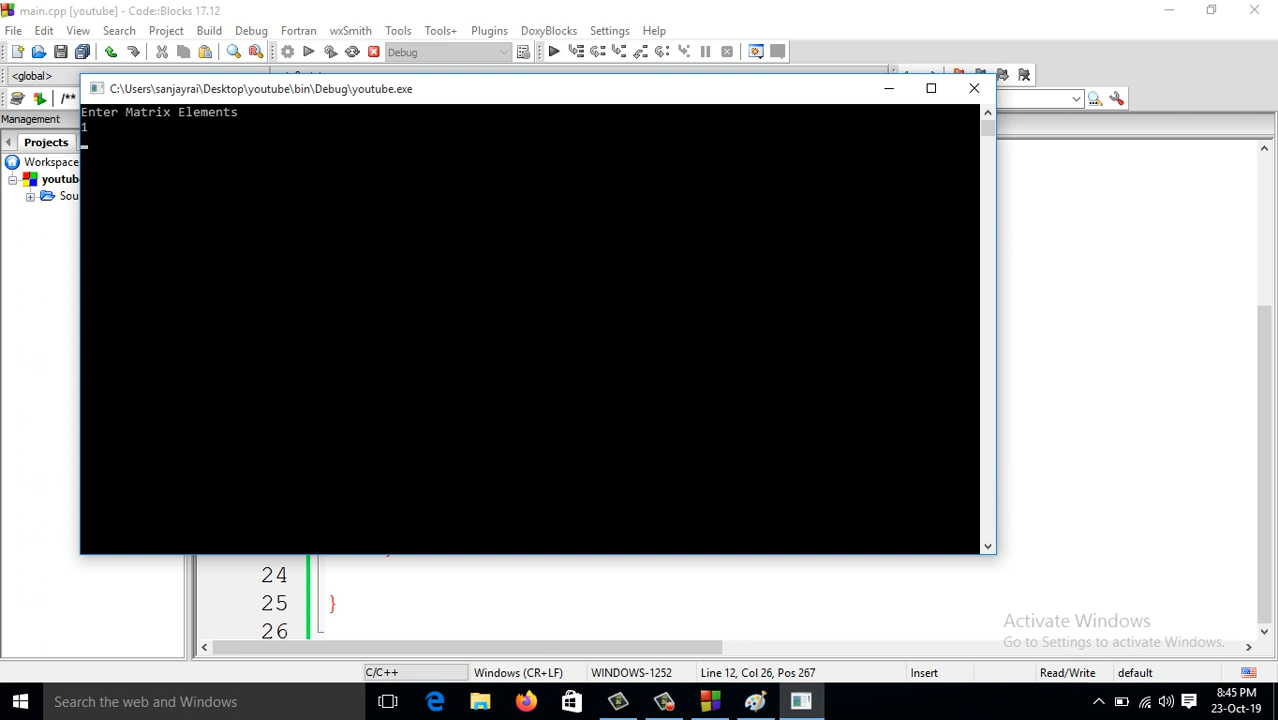 main.cpp [youtube] - Code::Blocks 17.12
File Edit View Search Project Build Debug Fortran wxSmith Tools Tools+ Plugins DoxyBlocks Settings Help
Debug
<global>
C:\Users\sanjayrai\Desktop\youtube\bin\Debug\youtube.exe
/**
Enter Matrix Elements
Management
1
Projects
Workspace
youtub
Sou
24
25 }
26
Activate Windows
Go to Settings to activate Windows.
C/C++ Windows (CR+LF) WINDOWS-1252 Line 12, Col 26, Pos 267 Insert Read/Write default
Search the web and Windows
8:45 PM
23-Oct-19